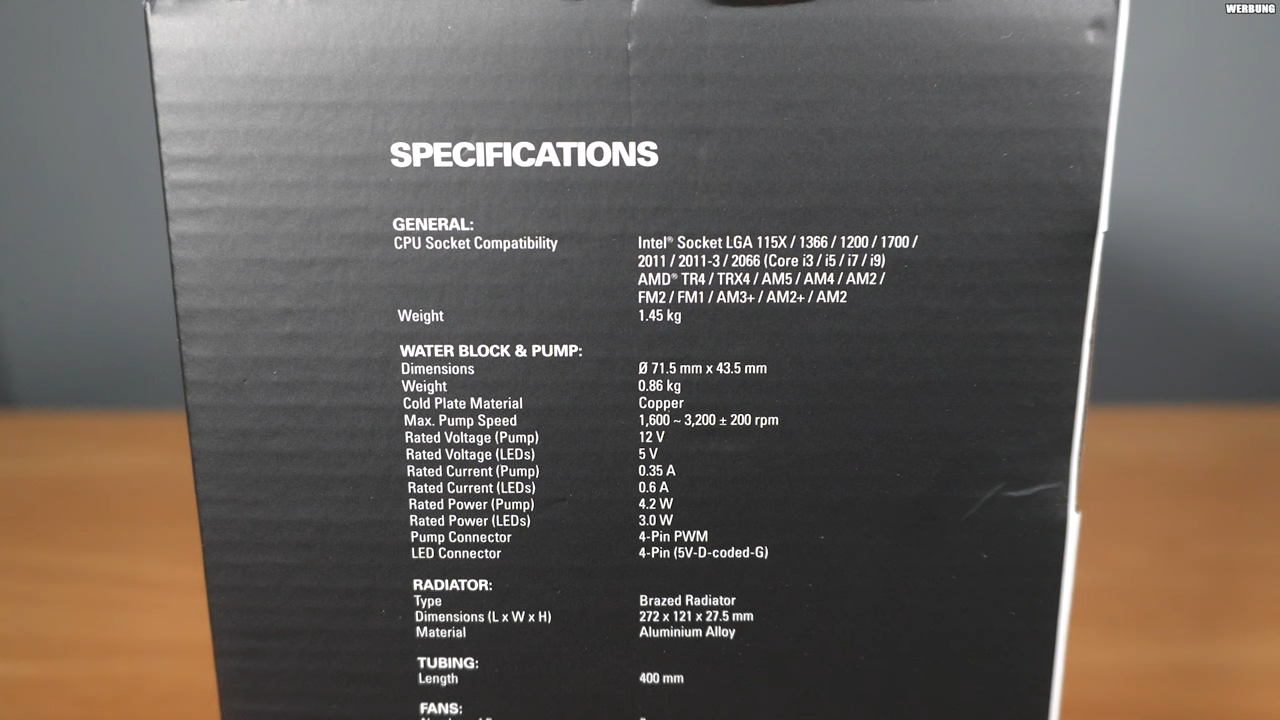 WERBUNG
SPECIFICATIONS
GENERAL:
CPU Socket Compatibility Intel® Socket LGA 115X / 1366 / 1200 / 1700 /
2011 / 2011-3 / 2066 (Core i3 / i5 / i7 / i9)
AMD® TR4 / TRX4 / AM5 / AM4 / AM2 /
FM2 / FM1 / AM3+ / AM2+ / AM2
Weight 1.45 kg
WATER BLOCK & PUMP:
Dimensions Ø 71.5 mm x 43.5 mm
Weight 0.86 kg
Cold Plate Material Copper
Max. Pump Speed 1,600 ~ 3,200 ± 200 rpm
Rated Voltage (Pump) 12 V
Rated Voltage (LEDs) 5 V
Rated Current (Pump) 0.35 A
Rated Current (LEDs) 0.6 A
Rated Power (Pump) 4.2 W
Rated Power (LEDs) 3.0 W
Pump Connector 4-Pin PWM
LED Connector 4-Pin (5V-D-coded-G)
RADIATOR:
Type Brazed Radiator
Dimensions (L x W x H) 272 x 121 x 27.5 mm
Material Aluminium Alloy
TUBING:
Length 400 mm
FANS: